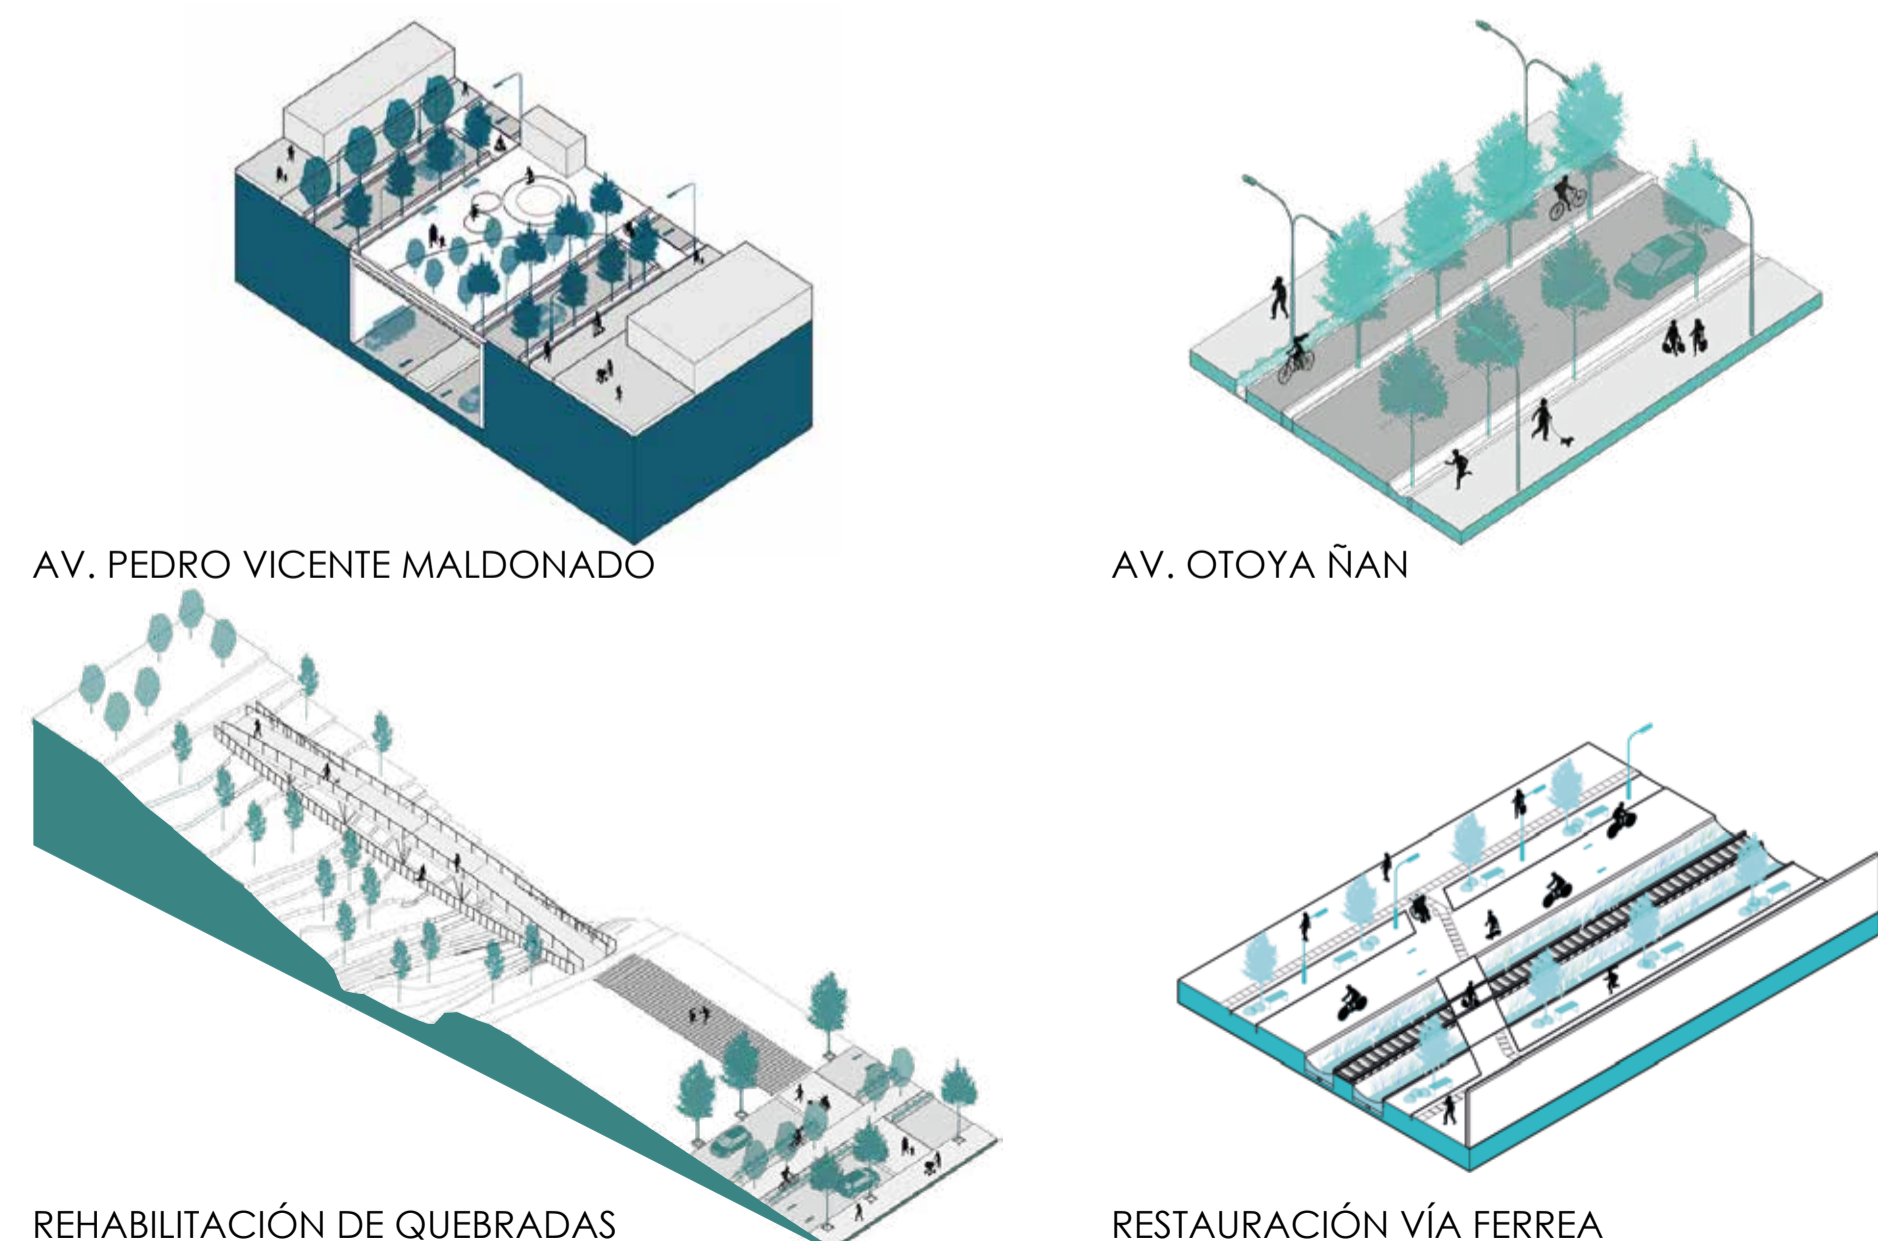 AV. PEDRO VICENTE MALDONADO
AV. OTOYA ÑAN
REHABILITACIÓN DE QUEBRADAS
RESTAURACIÓN VÍA FERREA